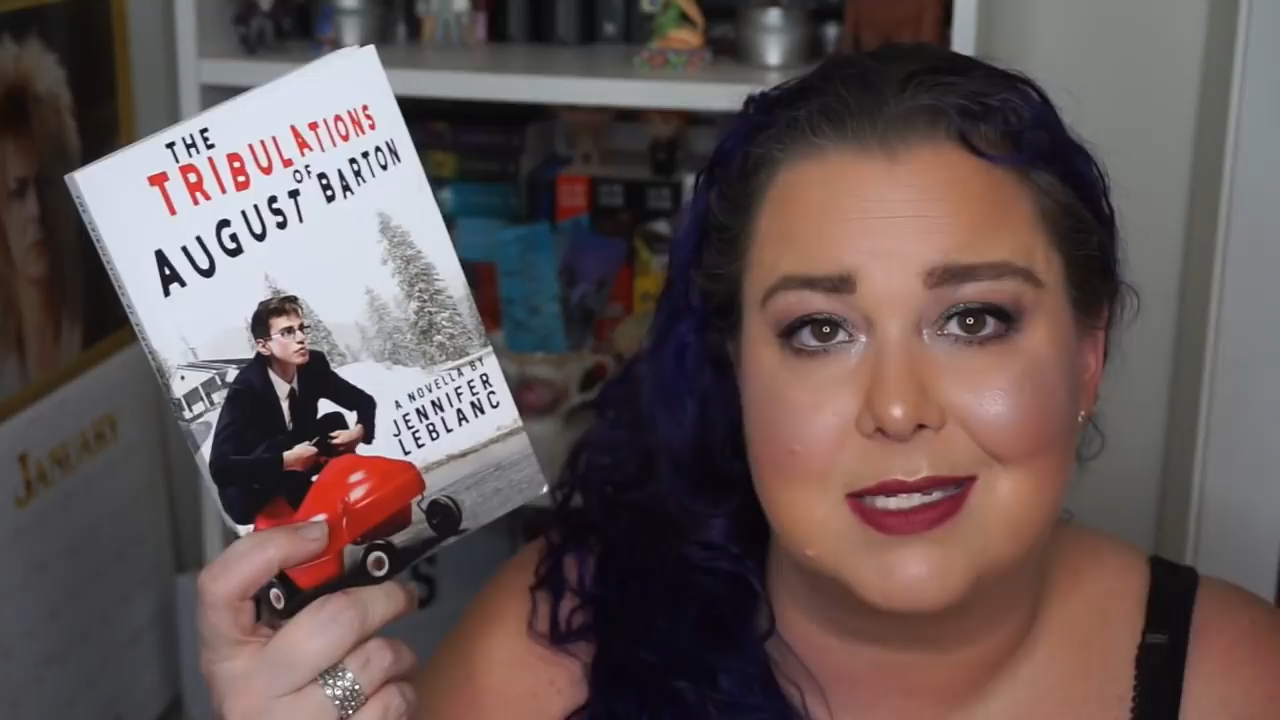 THE
TRIBULATIONS
OF
AUGUST BARTON
A NOVELLA BY
JENNIFER
LEBLANC
JANUARY